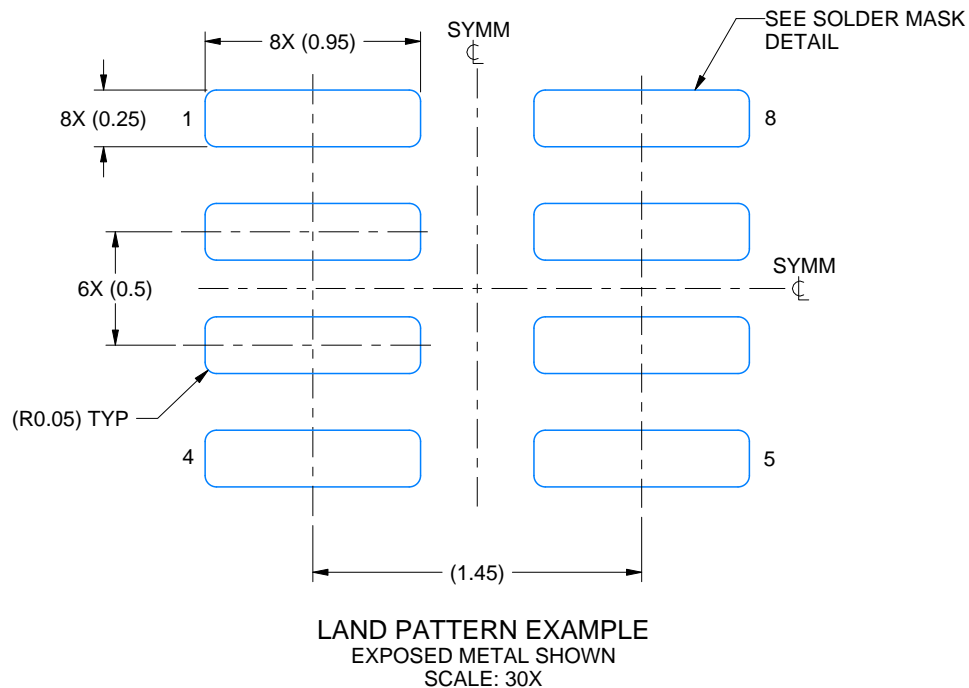 SEE SOLDER MASK
DETAIL
SYMM
8X (0.95)
8X (0.25)
1
8
SYMM
6X (0.5)
(R0.05) TYP
4
5
(1.45)
LAND PATTERN EXAMPLE
EXPOSED METAL SHOWN
SCALE: 30X